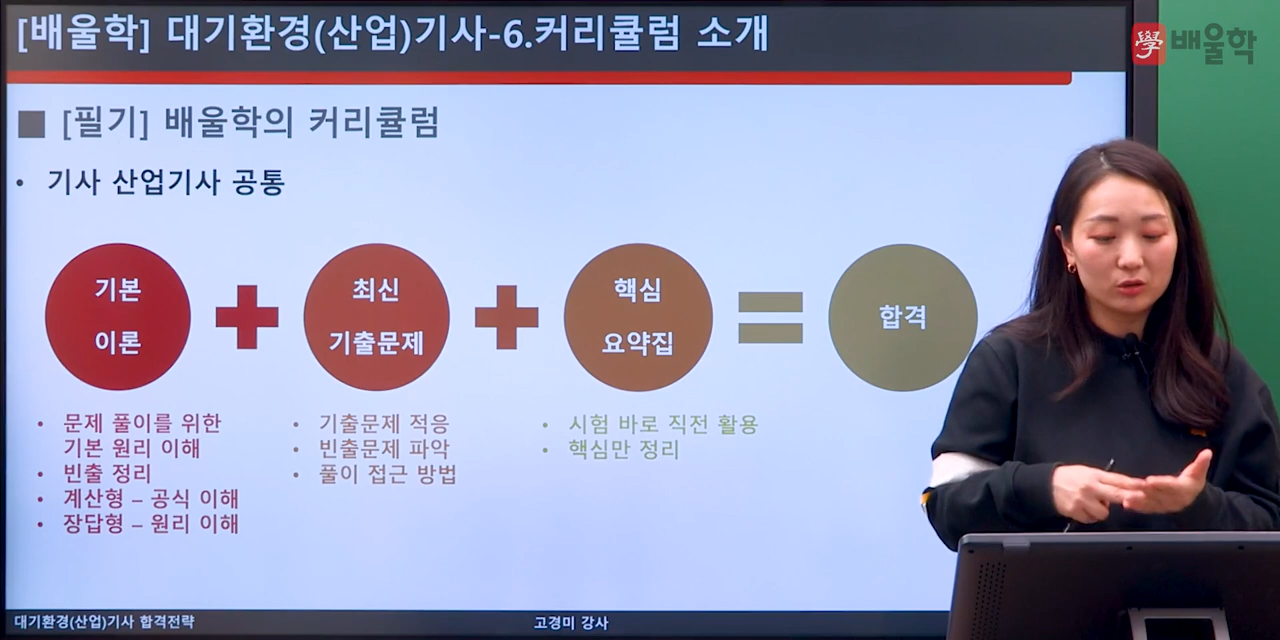 [배울학] 대기환경(산업)기사-6.커리큘럼 소개
學 배울학
■ [필기] 배울학의 커리큘럼
• 기사 산업기사 공통
기본
이론
최신
기출문제
핵심
요약집
합격
• 문제 풀이를 위한
기본 원리 이해
• 빈출 정리
• 계산형 – 공식 이해
• 장답형 – 원리 이해
• 기출문제 적응
• 빈출문제 파악
• 풀이 접근 방법
• 시험 바로 직전 활용
• 핵심만 정리
대기환경(산업)기사 합격전략
고경미 강사